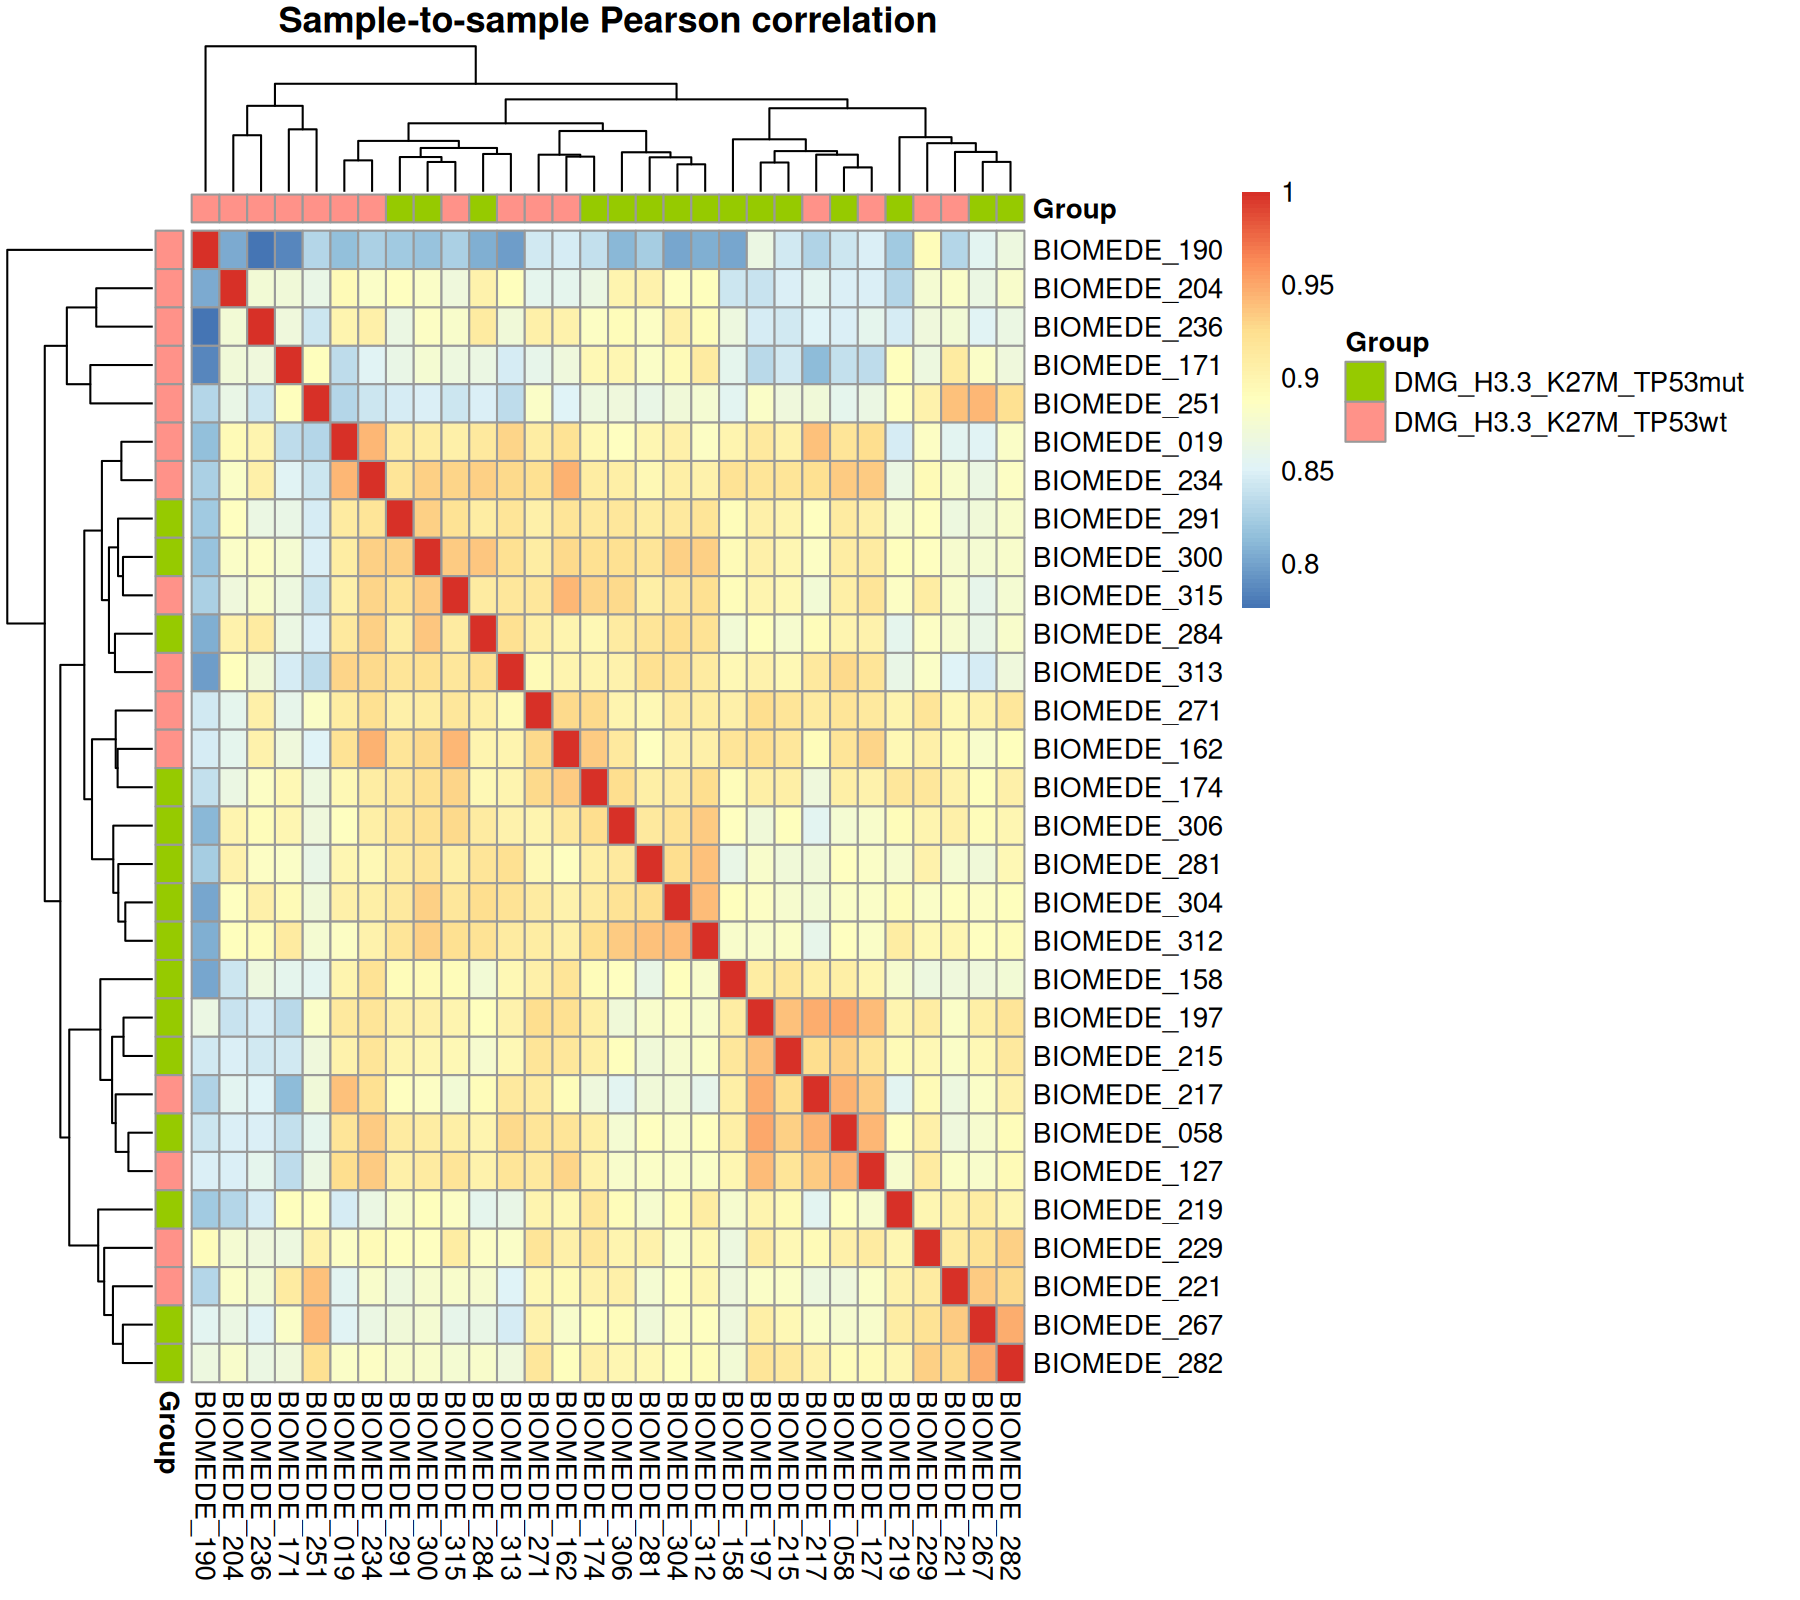 Sample-to-sample Pearson correlation
Group
BIOMEDE_190
BIOMEDE_204
BIOMEDE_236
BIOMEDE_171
BIOMEDE_251
BIOMEDE_019
BIOMEDE_234
BIOMEDE_291
BIOMEDE_300
BIOMEDE_315
BIOMEDE_284
BIOMEDE_313
BIOMEDE_271
BIOMEDE_162
BIOMEDE_174
BIOMEDE_306
BIOMEDE_281
BIOMEDE_304
BIOMEDE_312
BIOMEDE_158
BIOMEDE_197
BIOMEDE_215
BIOMEDE_217
BIOMEDE_058
BIOMEDE_127
BIOMEDE_219
BIOMEDE_229
BIOMEDE_221
BIOMEDE_267
BIOMEDE_282
1
0.95
0.9
0.85
0.8
Group
DMG_H3.3_K27M_TP53mut
DMG_H3.3_K27M_TP53wt
Group
BIOMEDE_190
BIOMEDE_204
BIOMEDE_236
BIOMEDE_171
BIOMEDE_251
BIOMEDE_019
BIOMEDE_234
BIOMEDE_291
BIOMEDE_300
BIOMEDE_315
BIOMEDE_284
BIOMEDE_313
BIOMEDE_271
BIOMEDE_162
BIOMEDE_174
BIOMEDE_306
BIOMEDE_281
BIOMEDE_304
BIOMEDE_312
BIOMEDE_158
BIOMEDE_197
BIOMEDE_215
BIOMEDE_217
BIOMEDE_058
BIOMEDE_127
BIOMEDE_219
BIOMEDE_229
BIOMEDE_221
BIOMEDE_267
BIOMEDE_282